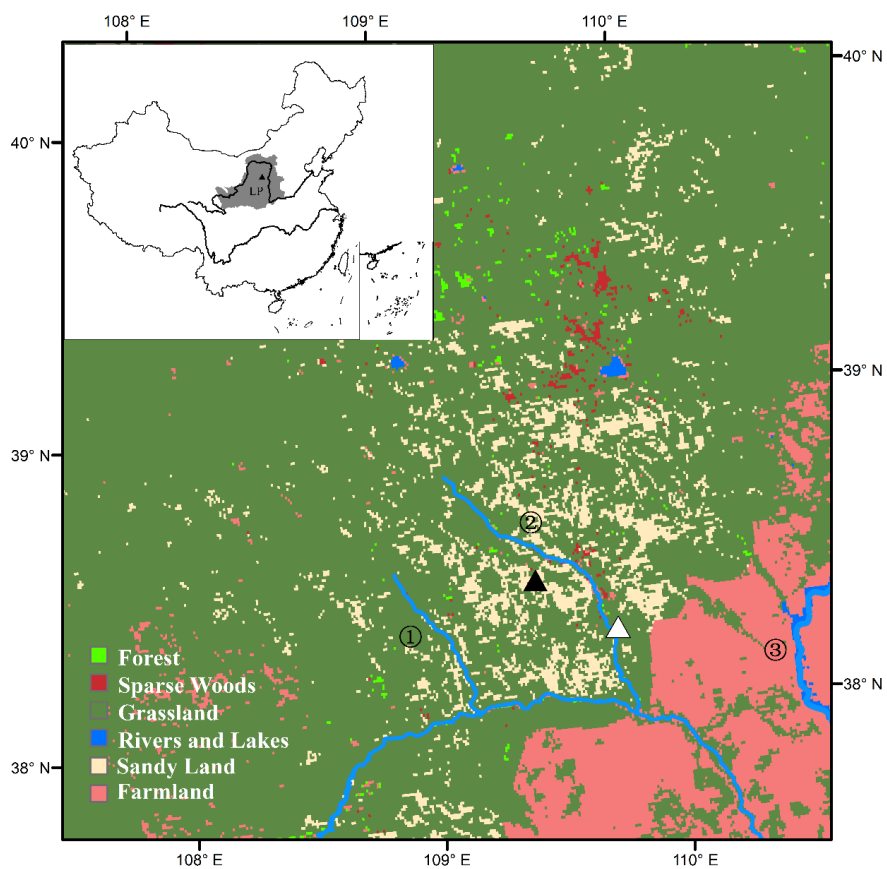 108° E 109° E 110° E
40° N
40° N
LP
39° N
39° N
②
①
③
Forest
Sparse Woods
Grassland
Rivers and Lakes
Sandy Land
Farmland
38° N
38° N
108° E 109° E 110° E